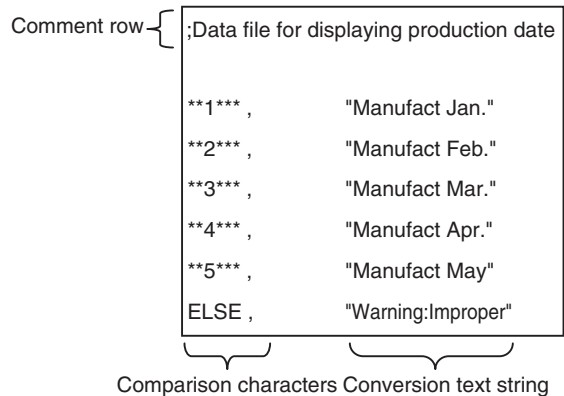 Comment row
;Data file for displaying production date
**1*** , "Manufact Jan."
**2*** , "Manufact Feb."
**3*** , "Manufact Mar."
**4*** , "Manufact Apr."
**5*** , "Manufact May"
ELSE , "Warning:Improper"
Comparison characters Conversion text string